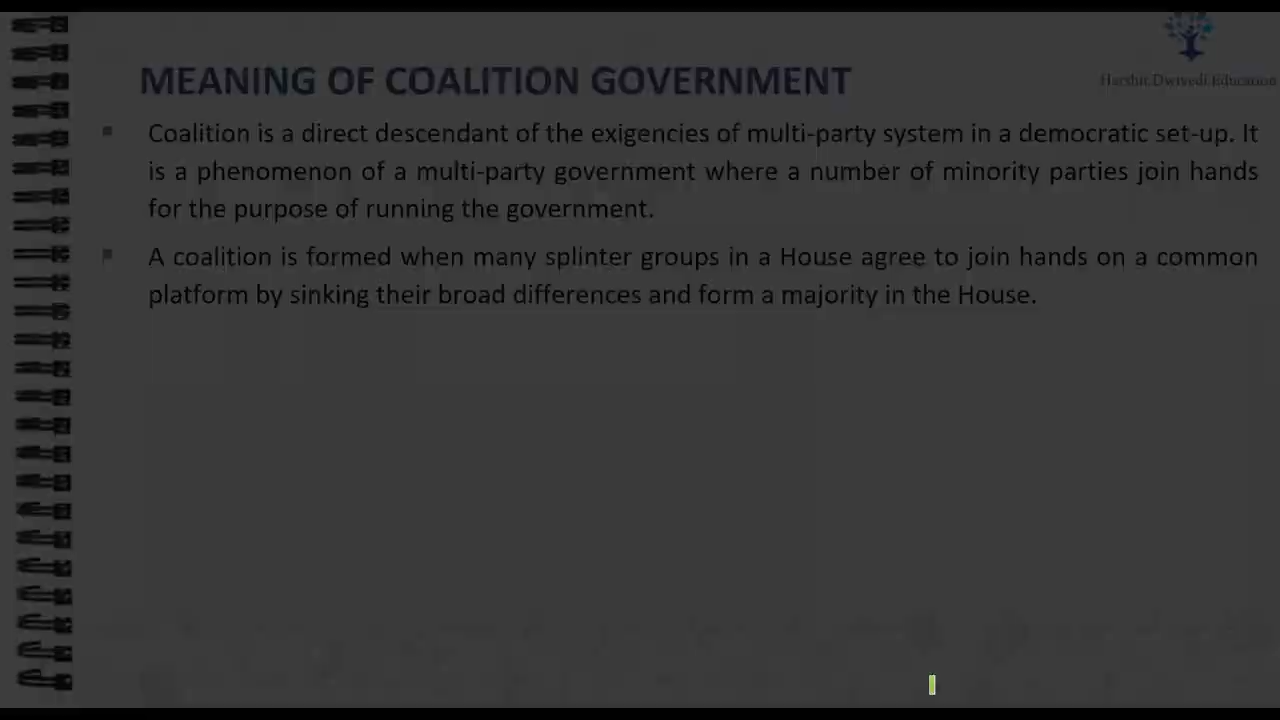 Harshit Dwivedi Education
MEANING OF COALITION GOVERNMENT
▪ Coalition is a direct descendant of the exigencies of multi-party system in a democratic set-up. It
is a phenomenon of a multi-party government where a number of minority parties join hands
for the purpose of running the government.
▪ A coalition is formed when many splinter groups in a House agree to join hands on a common
platform by sinking their broad differences and form a majority in the House.